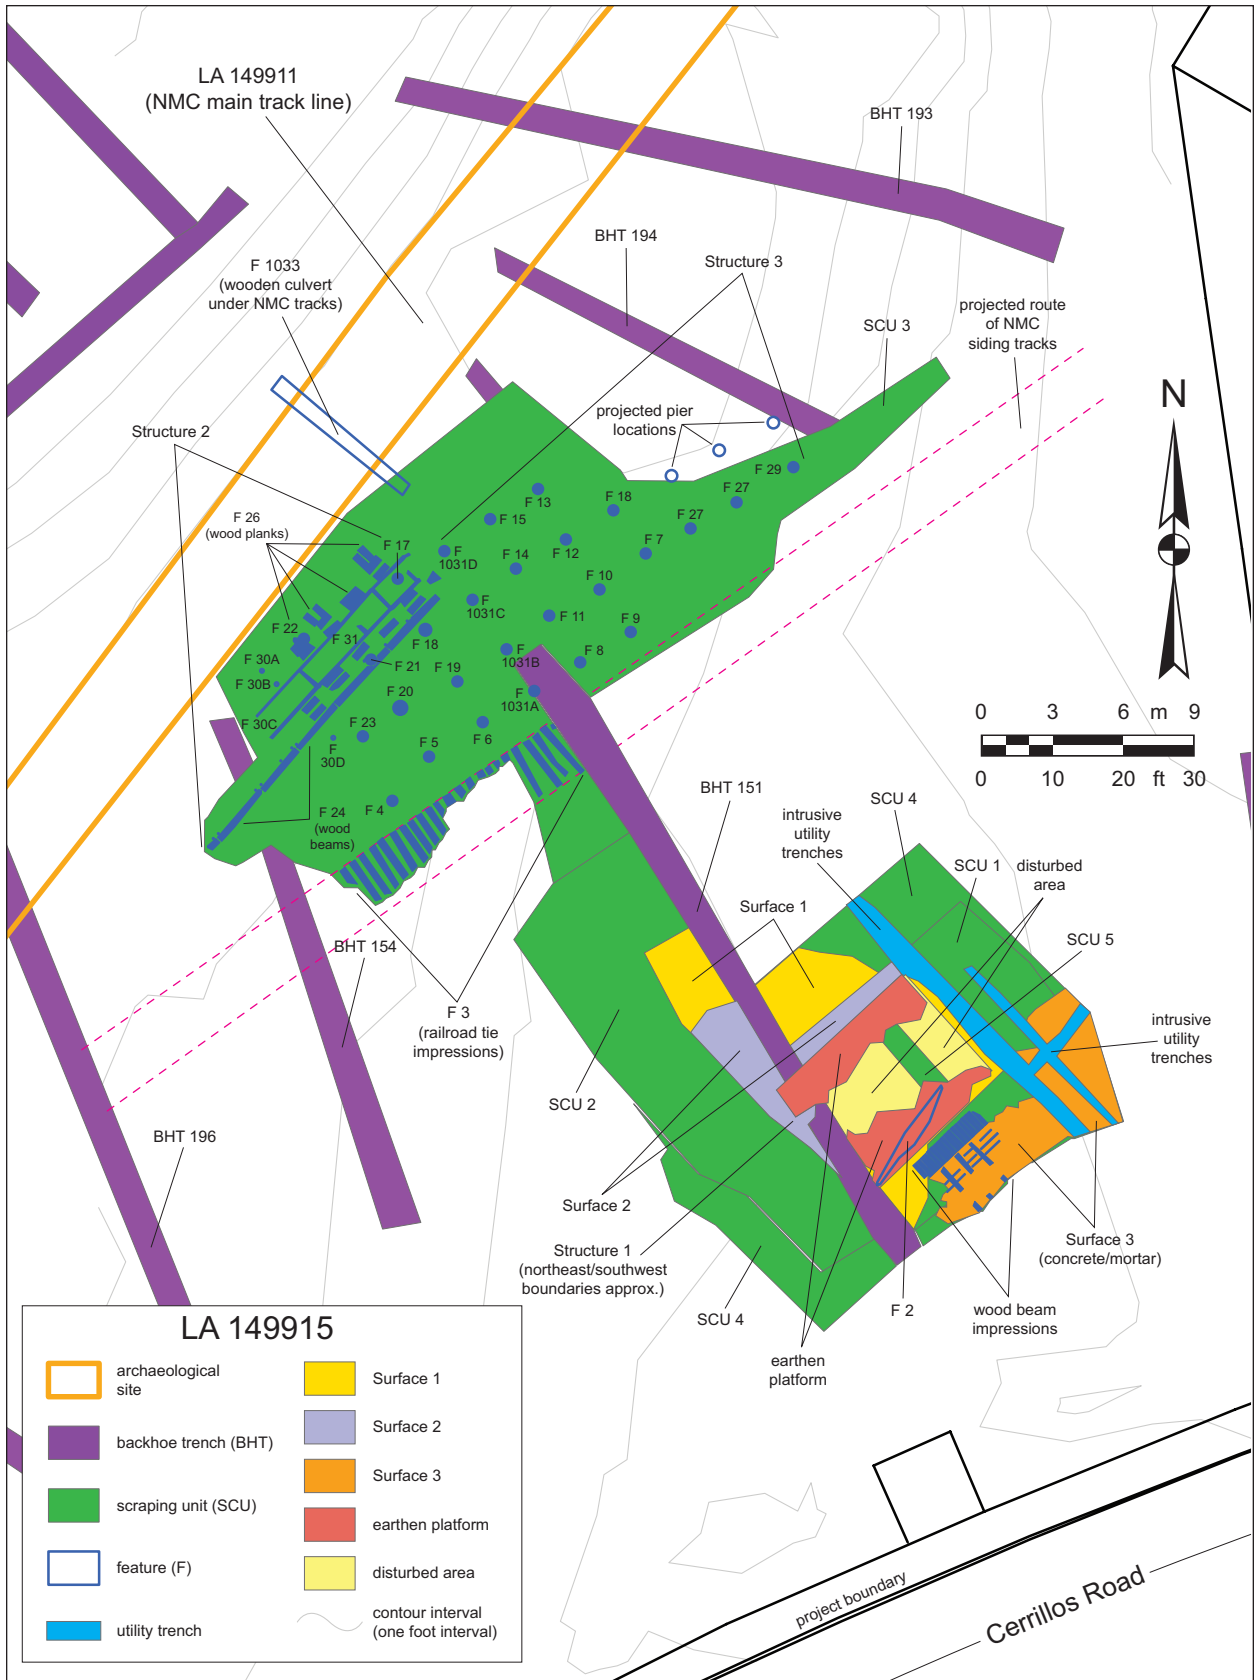 LA 149911
(NMC main track line)
BHT 193
BHT 194
F 1033
(wooden culvert
under NMC tracks)
Structure 3
SCU 3
projected route
of NMC
siding tracks
N
projected pier
locations
Structure 2
F 26
(wood planks)
F 17
F 13
F 15
F 18
F 29
F 27
F 27
F 12
F 7
F
1031D
F 14
F 10
F
1031C
F 11
F 9
F 22
F 31
F 18
F
1031B
F 8
F 30A
F 30B
F 21
F 19
F
1031A
F 20
F 30C
F 23
F 6
F
30D
F 5
F 4
F 24
(wood
beams)
0 3 6 m 9
0 10 20 ft 30
BHT 151
intrusive
utility
trenches
SCU 4
SCU 1
disturbed
area
Surface 1
SCU 5
BHT 154
F 3
(railroad tie
impressions)
intrusive
utility
trenches
SCU 2
BHT 196
Surface 2
Structure 1
(northeast/southwest
boundaries approx.)
Surface 3
(concrete/mortar)
SCU 4
F 2
wood beam
impressions
earthen
platform
LA 149915
archaeological
site
backhoe trench (BHT)
scraping unit (SCU)
feature (F)
utility trench
Surface 1
Surface 2
Surface 3
earthen platform
disturbed area
contour interval
(one foot interval)
project boundary
Cerrillos Road